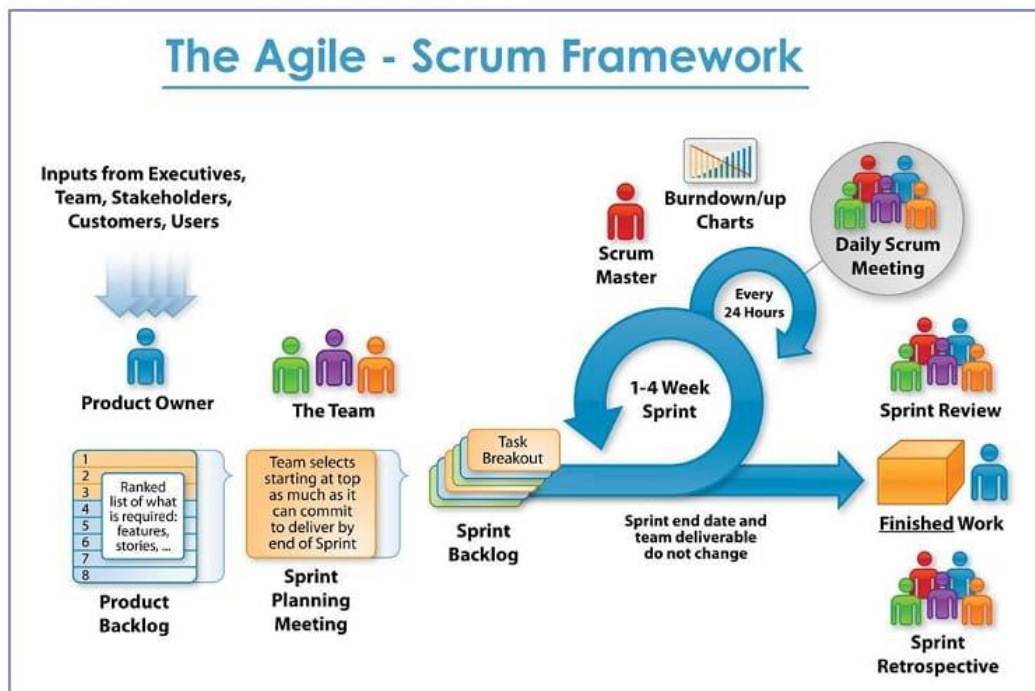 The Agile - Scrum Framework
Inputs from Executives,
Team, Stakeholders,
Customers, Users
Product Owner
The Team
1
2
3
4
5
6
7
8
Ranked
list of what
is required:
features,
stories, ...
Product
Backlog
Team selects
starting at top
as much as it
can commit
to deliver by
end of Sprint
Sprint
Planning
Meeting
Task
Breakout
Sprint
Backlog
Scrum
Master
Burndown/up
Charts
Every
24 Hours
Daily Scrum
Meeting
1-4 Week
Sprint
Sprint end date and
team deliverable
do not change
Sprint Review
Finished Work
Sprint
Retrospective